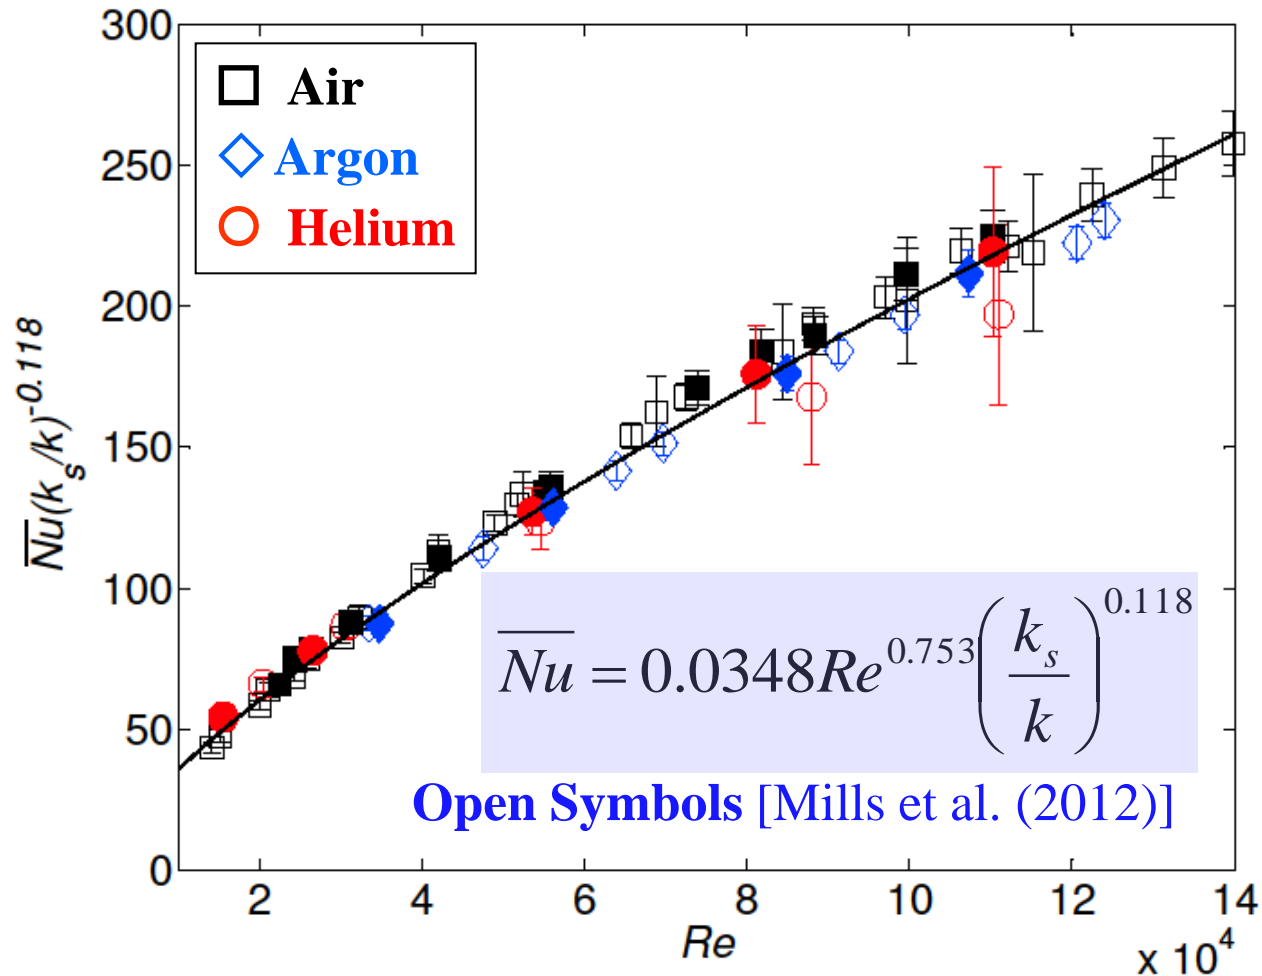 300
250
200
150
100
50
0
Air
Argon
Helium
Nu(k_s/k)^-0.118
Nu = 0.0348Re^0.753 (k_s/k)^0.118
Open Symbols [Mills et al. (2012)]
2 4 6 8 10 12 14
Re
x 10^4